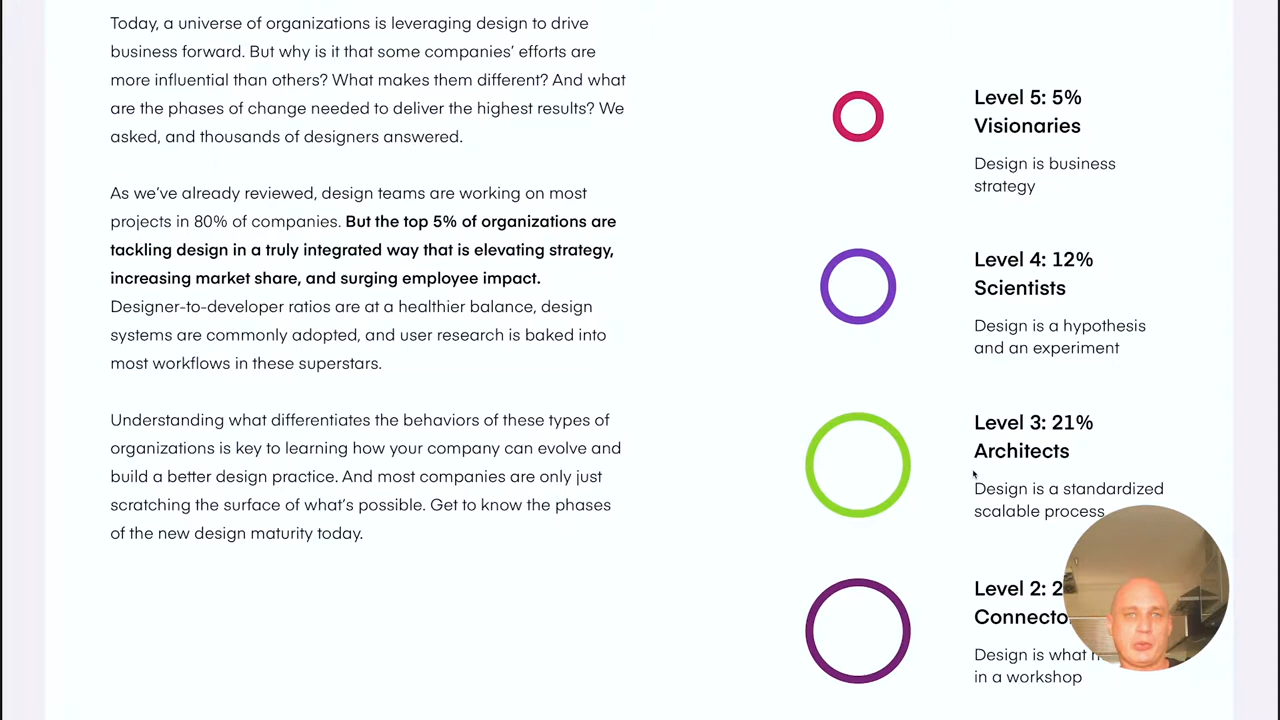 Today, a universe of organizations is leveraging design to drive
business forward. But why is it that some companies’ efforts are
more influential than others? What makes them different? And what
are the phases of change needed to deliver the highest results? We
asked, and thousands of designers answered.
As we’ve already reviewed, design teams are working on most
projects in 80% of companies. But the top 5% of organizations are
tackling design in a truly integrated way that is elevating strategy,
increasing market share, and surging employee impact.
Designer-to-developer ratios are at a healthier balance, design
systems are commonly adopted, and user research is baked into
most workflows in these superstars.
Understanding what differentiates the behaviors of these types of
organizations is key to learning how your company can evolve and
build a better design practice. And most companies are only just
scratching the surface of what’s possible. Get to know the phases
of the new design maturity today.
Level 5: 5%
Visionaries
Design is business
strategy
Level 4: 12%
Scientists
Design is a hypothesis
and an experiment
Level 3: 21%
Architects
Design is a standardized
scalable process
Level 2:
Design is what
in a workshop